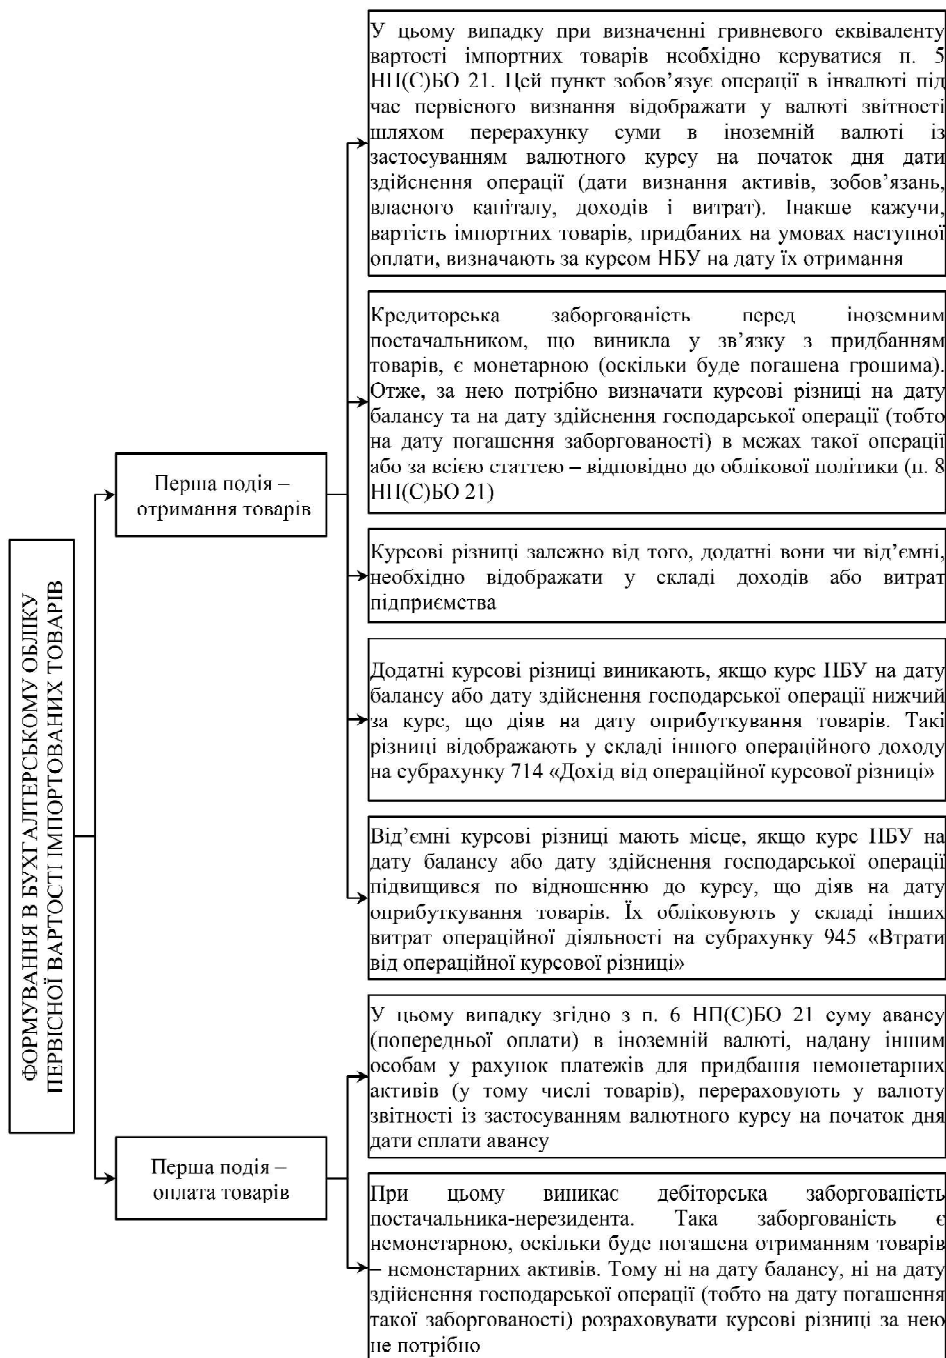 ФОРМУВАННЯ В БУХГАЛТЕРСЬКОМУ ОБЛІКУ
ПЕРВІСНОЇ ВАРТОСТІ ІМПОРТОВАНИХ ТОВАРІВ
Перша подія –
отримання товарів
У цьому випадку при визначенні гривневого еквіваленту
вартості імпортних товарів необхідно керуватися п. 5
НП(С)БО 21. Цей пункт зобов’язує операції в інвалюті під
час первісного визнання відображати у валюті звітності
шляхом перерахунку суми в іноземній валюті із
застосуванням валютного курсу на початок дня дати
здійснення операції (дати визнання активів, зобов’язань,
власного капіталу, доходів і витрат). Інакше кажучи,
вартість імпортних товарів, придбаних на умовах наступної
оплати, визначають за курсом НБУ на дату їх отримання
Кредиторська заборгованість перед іноземним
постачальником, що виникла у зв’язку з придбанням
товарів, є монетарною (оскільки буде погашена грошима).
Отже, за нею потрібно визначати курсові різниці на дату
балансу та на дату здійснення господарської операції (тобто
на дату погашення заборгованості) в межах такої операції
або за всією статтею – відповідно до облікової політики (п. 8
НП(С)БО 21)
Курсові різниці залежно від того, додатні вони чи від’ємні,
необхідно відображати у складі доходів або витрат
підприємства
Додатні курсові різниці виникають, якщо курс НБУ на дату
балансу або дату здійснення господарської операції нижчий
за курс, що діяв на дату оприбуткування товарів. Такі
різниці відображають у складі іншого операційного доходу
на субрахунку 714 «Дохід від операційної курсової різниці»
Від’ємні курсові різниці мають місце, якщо курс НБУ на
дату балансу або дату здійснення господарської операції
підвищився по відношенню до курсу, що діяв на дату
оприбуткування товарів. Їх обліковують у складі інших
витрат операційної діяльності на субрахунку 945 «Втрати
від операційної курсової різниці»
Перша подія –
оплата товарів
У цьому випадку згідно з п. 6 НП(С)БО 21 суму авансу
(попередньої оплати) в іноземній валюті, надану іншим
особам у рахунок платежів для придбання немонетарних
активів (у тому числі товарів), перераховують у валюту
звітності із застосуванням валютного курсу на початок дня
дати сплати авансу
При цьому виникає дебіторська заборгованість
постачальника-нерезидента. Така заборгованість є
немонетарною, оскільки буде погашена отриманням товарів
– немонетарних активів. Тому ні на дату балансу, ні на дату
здійснення господарської операції (тобто на дату погашення
такої заборгованості) розраховувати курсові різниці за нею
не потрібно